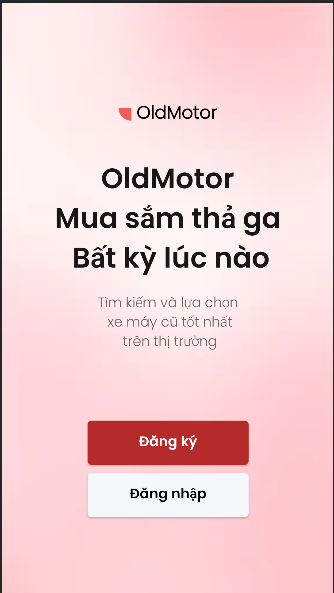 OldMotor
OldMotor
Mua sắm thả ga
Bất kỳ lúc nào
Tìm kiếm và lựa chọn
xe máy cũ tốt nhất
trên thị trường
Đăng ký
Đăng nhập